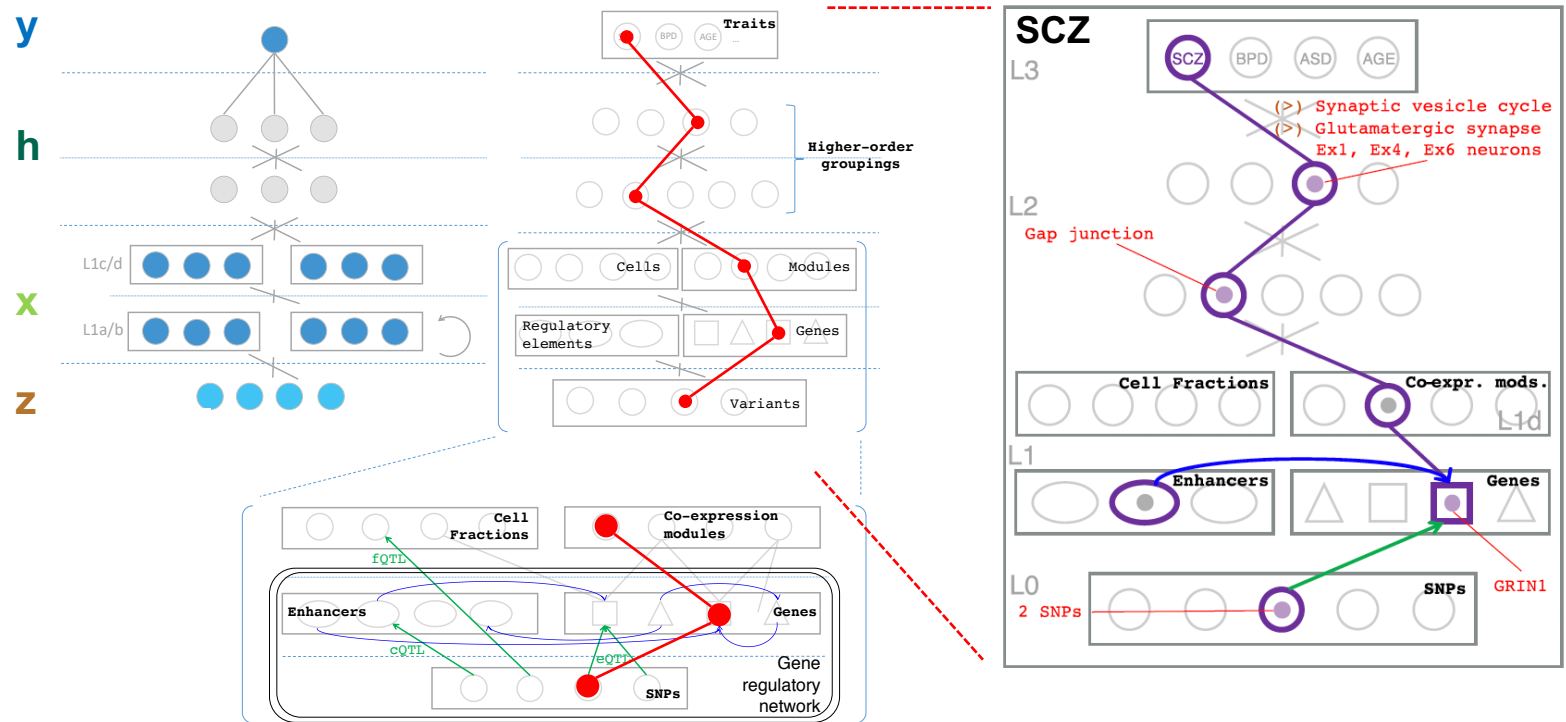 y
h
x
z
L1c/d
L1a/b
Traits
BPD
AGE
...
Higher-order
groupings
Cells
Modules
Regulatory
elements
Genes
Variants
Cell
Fractions
Co-expression
modules
fQTL
Enhancers
Genes
cQTL
eQTL
SNPs
Gene
regulatory
network
SCZ
L3
SCZ
BPD
ASD
AGE
(>) Synaptic vesicle cycle
(>) Glutamatergic synapse
Ex1, Ex4, Ex6 neurons
L2
Gap junction
Cell Fractions
Co-expr. mods.
L1d
L1
Enhancers
Genes
L0
GRIN1
SNPs
2 SNPs